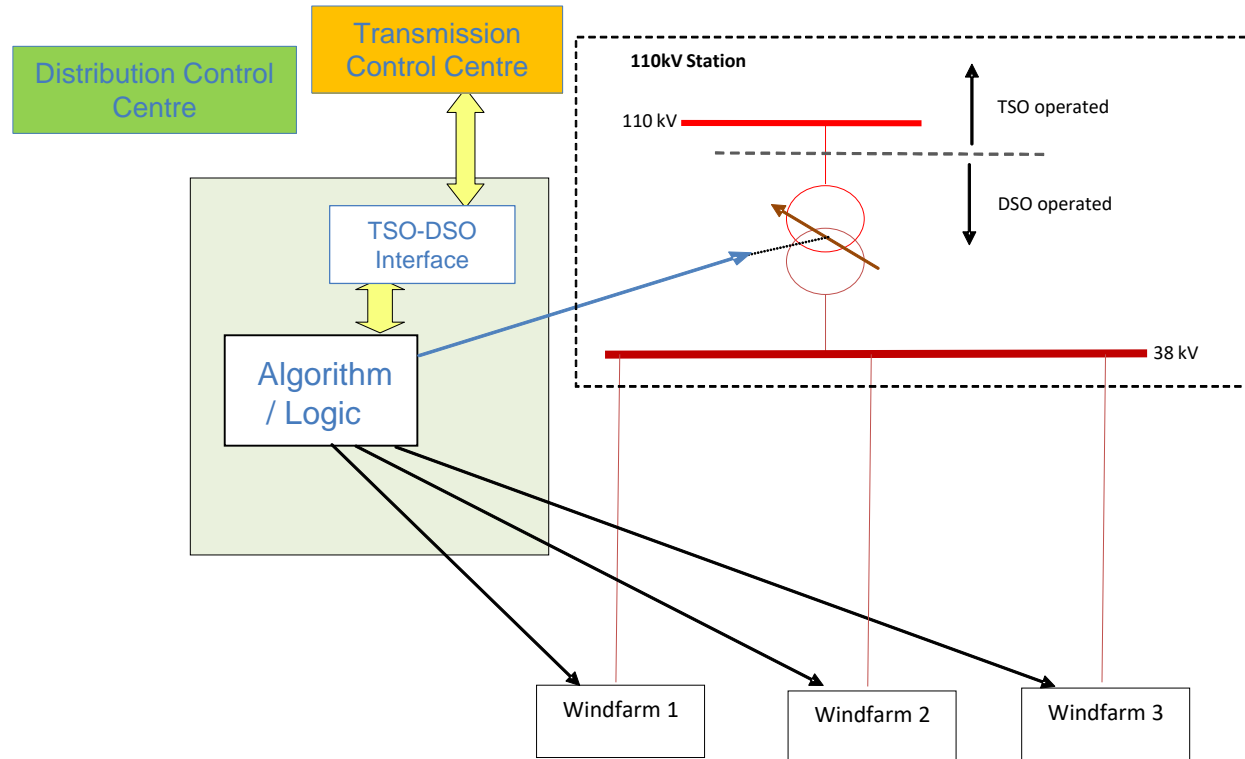 Transmission
Control Centre
Distribution Control
Centre
110kV Station
110 kV
TSO operated
DSO operated
TSO-DSO
Interface
38 kV
Algorithm
/ Logic
Windfarm 1
Windfarm 2
Windfarm 3